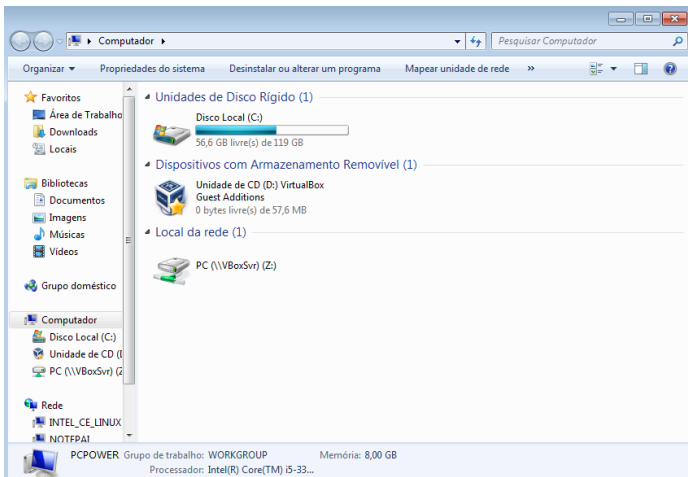 Computador
Pesquisar Computador
Organizar
Propriedades do sistema
Desinstalar ou alterar um programa
Mapear unidade de rede
»
Favoritos
Área de Trabalho
Downloads
Locais
Bibliotecas
Documentos
Imagens
Músicas
Vídeos
Grupo doméstico
Computador
Disco Local (C:)
Unidade de CD (D
PC (\\VBoxSvr) (Z
Rede
INTEL_CE_LINUX
NOTEPAI
Unidades de Disco Rígido (1)
Disco Local (C:)
56,6 GB livre(s) de 119 GB
Dispositivos com Armazenamento Removível (1)
Unidade de CD (D:) VirtualBox
Guest Additions
0 bytes livre(s) de 57,6 MB
Local da rede (1)
PC (\\VBoxSvr) (Z:)
PCPOWER Grupo de trabalho: WORKGROUP Memória: 8,00 GB
Processador: Intel(R) Core(TM) i5-33...